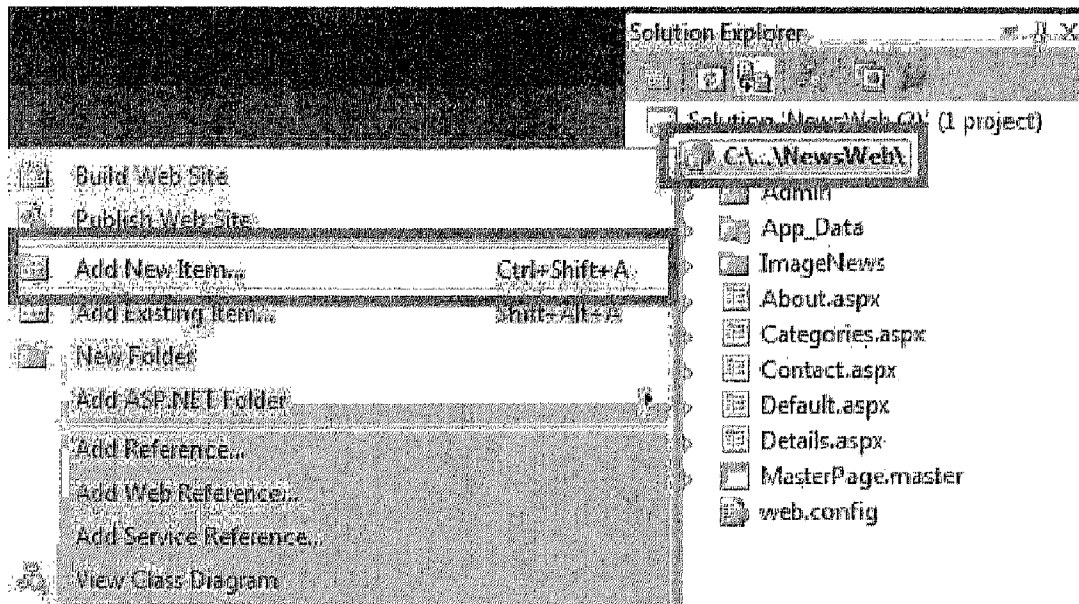 Solution Explorer
Solution 'NewsWeb (2)' (1 project)
C:\...\NewsWeb\
Admin
App_Data
ImageNews
About.aspx
Categories.aspx
Contact.aspx
Default.aspx
Details.aspx
MasterPage.master
web.config
Build Web Site
Publish Web Site
Add New Item... Ctrl+Shift+A
Add Existing Item... Shift+Alt+A
New Folder
Add ASP.NET Folder
Add Reference...
Add Web Reference...
Add Service Reference...
View Class Diagram